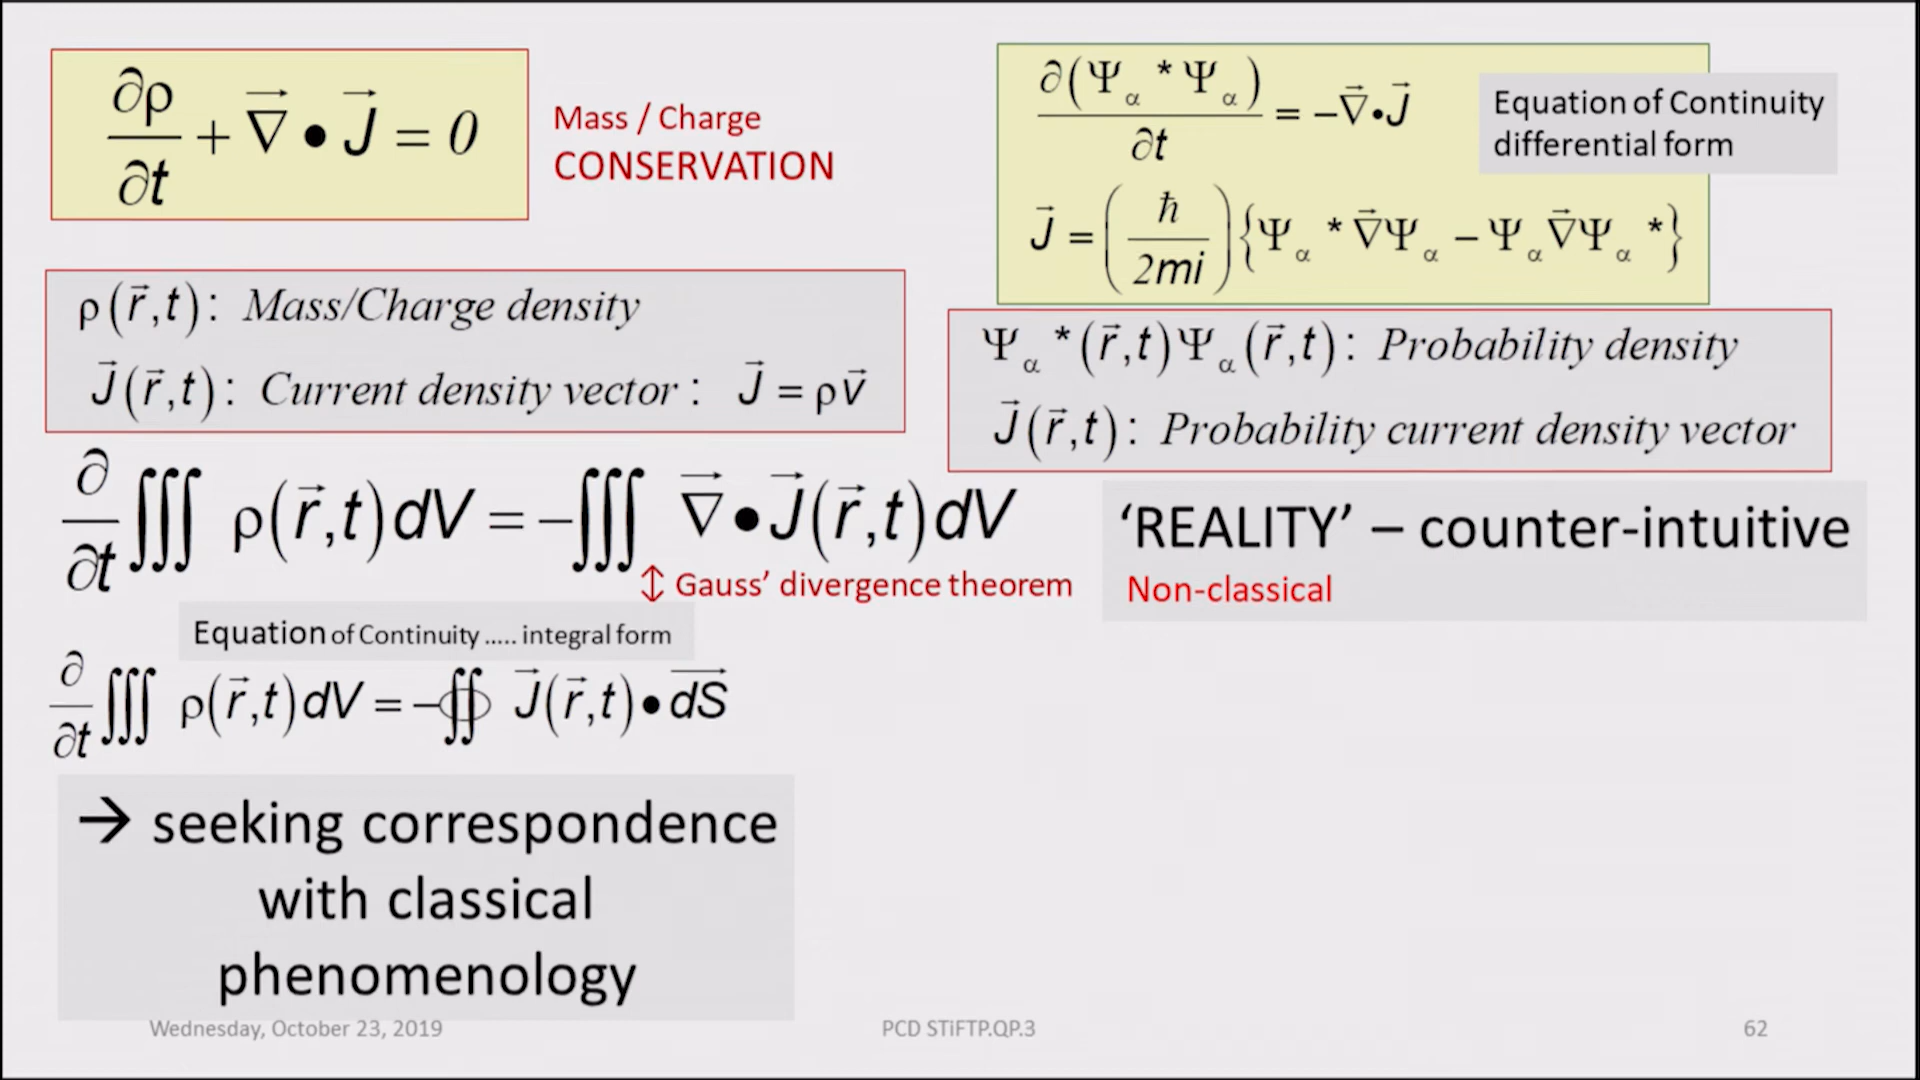 ∂ρ/∂t + ∇⃗ • J⃗ = 0
Mass / Charge
CONSERVATION
ρ(r⃗,t): Mass/Charge density
J⃗(r⃗,t): Current density vector: J⃗ = ρv⃗
∂/∂t ∭ ρ(r⃗,t)dV = −∭ ∇⃗ • J⃗(r⃗,t)dV
↕ Gauss’ divergence theorem
Equation of Continuity ..... integral form
∂/∂t ∭ ρ(r⃗,t)dV = −∯ J⃗(r⃗,t) • dS⃗
→ seeking correspondence
with classical
phenomenology
∂(Ψα*Ψα)/∂t = −∇⃗•J⃗
Equation of Continuity
differential form
J⃗ = (ħ/2mi){Ψα*∇⃗Ψα − Ψα∇⃗Ψα*}
Ψα*(r⃗,t)Ψα(r⃗,t): Probability density
J⃗(r⃗,t): Probability current density vector
‘REALITY’ – counter-intuitive
Non-classical
Wednesday, October 23, 2019
PCD STiFTP.QP.3
62